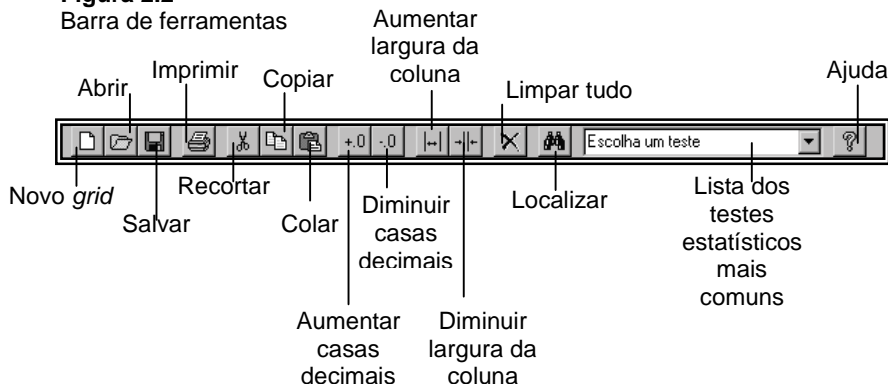 Figura 2.2
Barra de ferramentas
Aumentar
largura da
coluna
Abrir
Imprimir
Copiar
Limpar tudo
Ajuda
+.0
-.0
Escolha um teste
Novo grid
Salvar
Recortar
Colar
Diminuir
casas
decimais
Localizar
Lista dos
testes
estatísticos
mais
comuns
Aumentar
casas
decimais
Diminuir
largura da
coluna